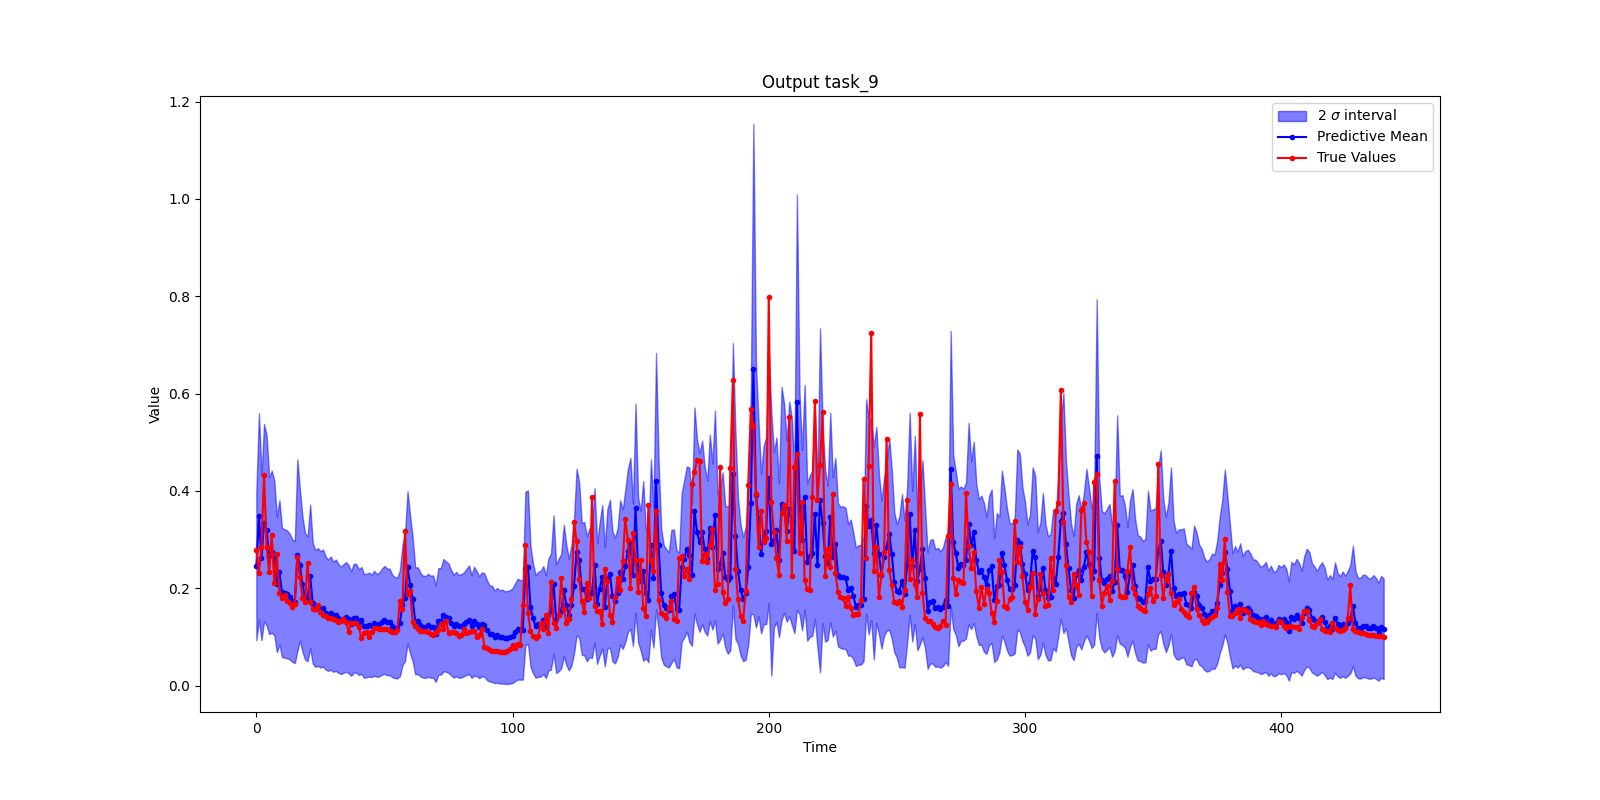 Output task_9
2 σ interval
Predictive Mean
True Values
Value
1.2
1.0
0.8
0.6
0.4
0.2
0.0
0 100 200 300 400
Time